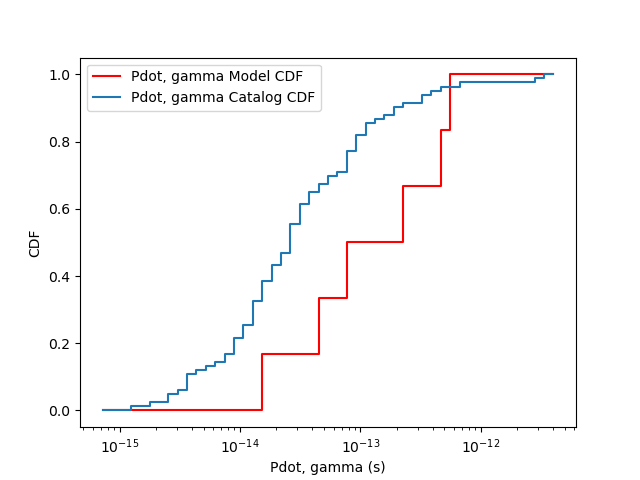 Pdot, gamma Model CDF
Pdot, gamma Catalog CDF
1.0
0.8
0.6
0.4
0.2
0.0
CDF
10⁻¹⁵
10⁻¹⁴
10⁻¹³
10⁻¹²
Pdot, gamma (s)